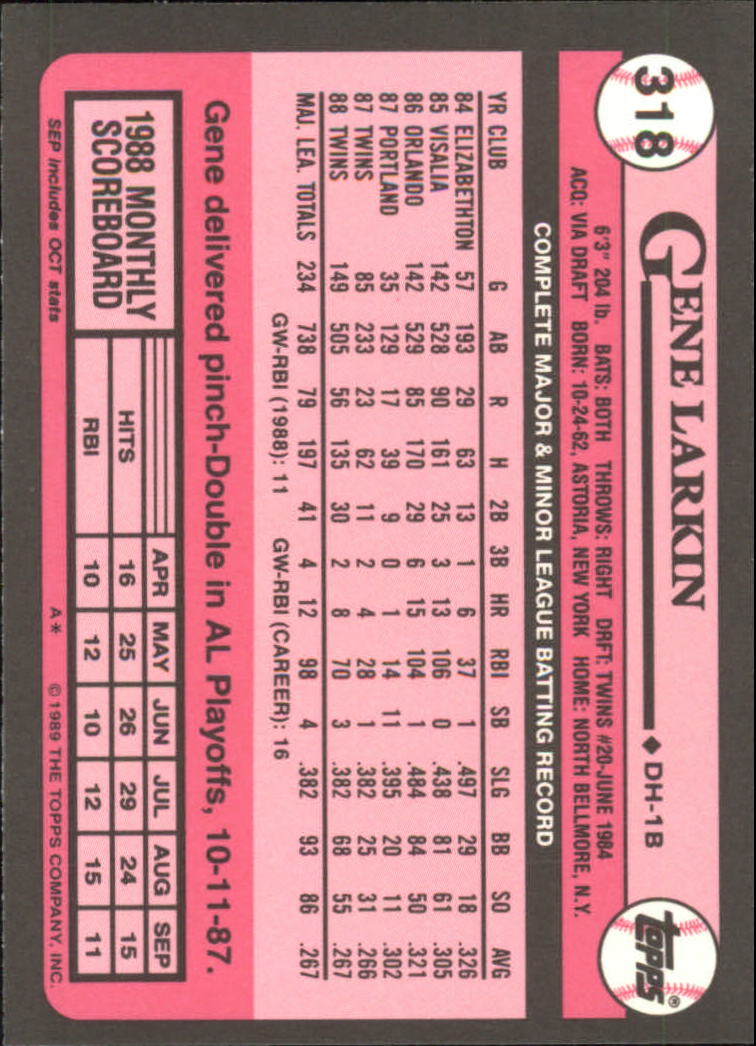 318
GENE LARKIN ◆ DH-1B
topps®
6'3" 204 lb. BATS: BOTH THROWS: RIGHT DRFT: TWINS #20-JUNE 1984
ACQ: VIA DRAFT BORN: 10-24-62, ASTORIA, NEW YORK HOME: NORTH BELLMORE, N.Y.
COMPLETE MAJOR & MINOR LEAGUE BATTING RECORD
YR CLUB G AB R H 2B 3B HR RBI SB SLG BB SO AVG
84 ELIZABETHTON 57 193 29 63 13 1 6 37 1 .497 29 18 .326
85 VISALIA 142 528 90 161 25 3 13 106 0 .438 81 61 .305
86 ORLANDO 142 529 85 170 29 6 15 104 1 .484 84 50 .321
87 PORTLAND 35 129 17 39 9 0 1 14 11 .395 20 11 .302
87 TWINS 85 233 23 62 11 2 4 28 1 .382 25 31 .266
88 TWINS 149 505 56 135 30 2 8 70 3 .382 68 55 .267
MAJ. LEA. TOTALS 234 738 79 197 41 4 12 98 4 .382 93 86 .267
GW-RBI (1988): 11 GW-RBI (CAREER): 16
Gene delivered pinch-Double in AL Playoffs, 10-11-87.
1988 MONTHLY
SCOREBOARD
APR MAY JUN JUL AUG SEP
HITS 16 25 26 29 24 15
RBI 10 12 10 12 15 11
SEP includes OCT stats A* ©1989 THE TOPPS COMPANY, INC.